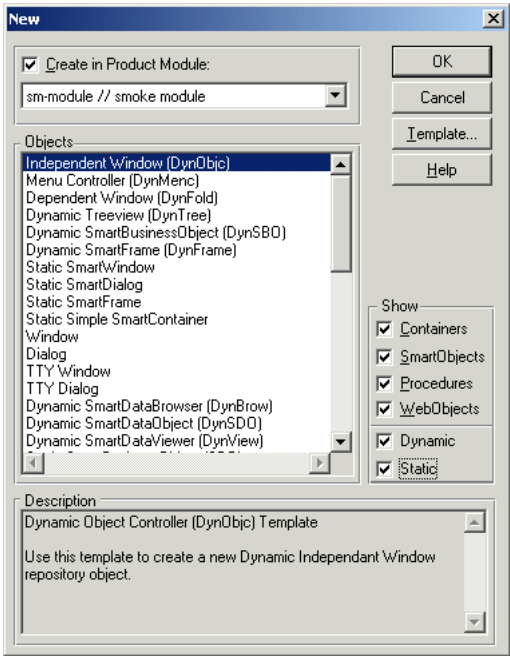 New
Create in Product Module:
sm-module // smoke module
OK
Cancel
Template...
Help
Objects
Independent Window (DynObjc)
Menu Controller (DynMenc)
Dependent Window (DynFold)
Dynamic Treeview (DynTree)
Dynamic SmartBusinessObject (DynSBO)
Dynamic SmartFrame (DynFrame)
Static SmartWindow
Static SmartDialog
Static SmartFrame
Static Simple SmartContainer
Window
Dialog
TTY Window
TTY Dialog
Dynamic SmartDataBrowser (DynBrow)
Dynamic SmartDataObject (DynSDO)
Dynamic SmartDataViewer (DynView)
Show
Containers
SmartObjects
Procedures
WebObjects
Dynamic
Static
Description
Dynamic Object Controller (DynObjc) Template
Use this template to create a new Dynamic Independant Window
repository object.